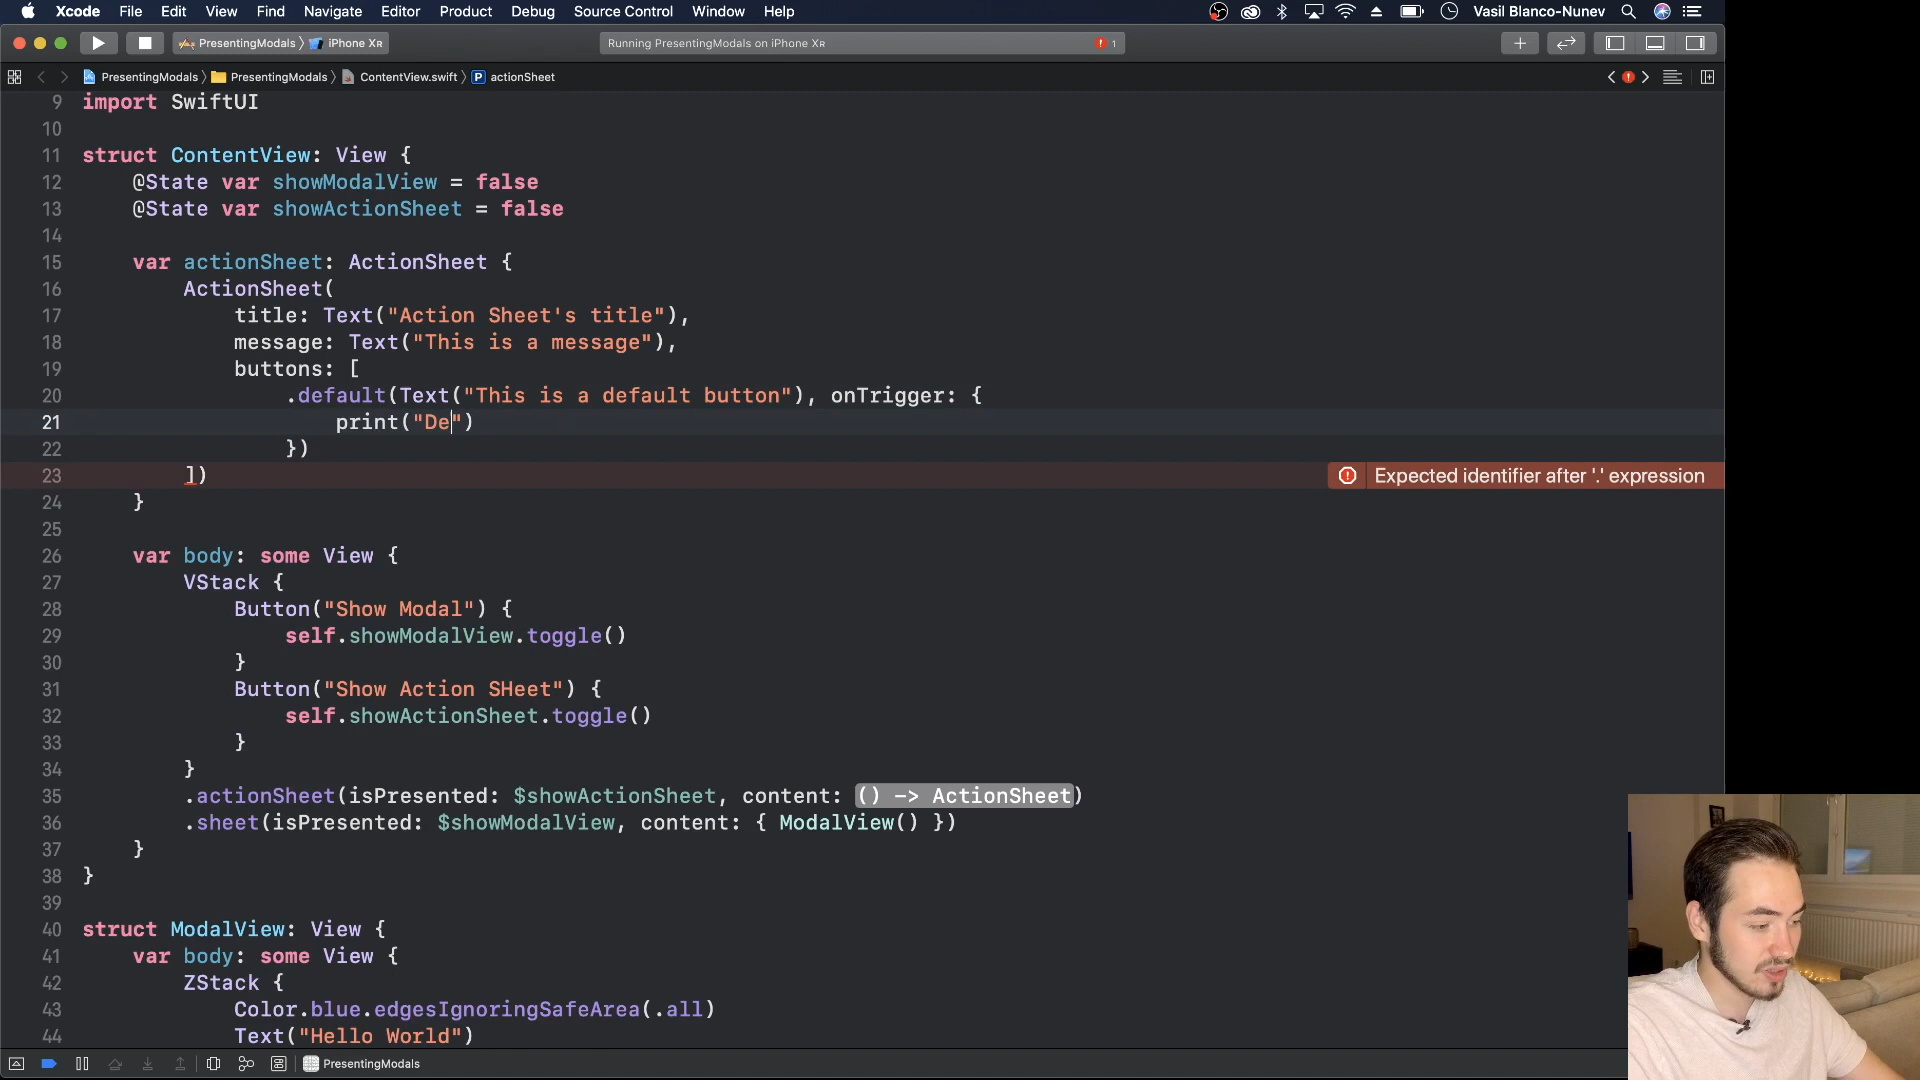 Xcode File Edit View Find Navigate Editor Product Debug Source Control Window Help Vasil Blanco-Nunev
PresentingModals iPhone XR Running PresentingModals on iPhone XR 1
PresentingModals PresentingModals ContentView.swift P actionSheet
9 import SwiftUI
10
11 struct ContentView: View {
12 @State var showModalView = false
13 @State var showActionSheet = false
14
15 var actionSheet: ActionSheet {
16 ActionSheet(
17 title: Text("Action Sheet's title"),
18 message: Text("This is a message"),
19 buttons: [
20 .default(Text("This is a default button"), onTrigger: {
21 print("De")
22 })
23 ]) Expected identifier after '.' expression
24 }
25
26 var body: some View {
27 VStack {
28 Button("Show Modal") {
29 self.showModalView.toggle()
30 }
31 Button("Show Action SHeet") {
32 self.showActionSheet.toggle()
33 }
34 }
35 .actionSheet(isPresented: $showActionSheet, content: () -> ActionSheet)
36 .sheet(isPresented: $showModalView, content: { ModalView() })
37 }
38 }
39
40 struct ModalView: View {
41 var body: some View {
42 ZStack {
43 Color.blue.edgesIgnoringSafeArea(.all)
44 Text("Hello World")
PresentingModals